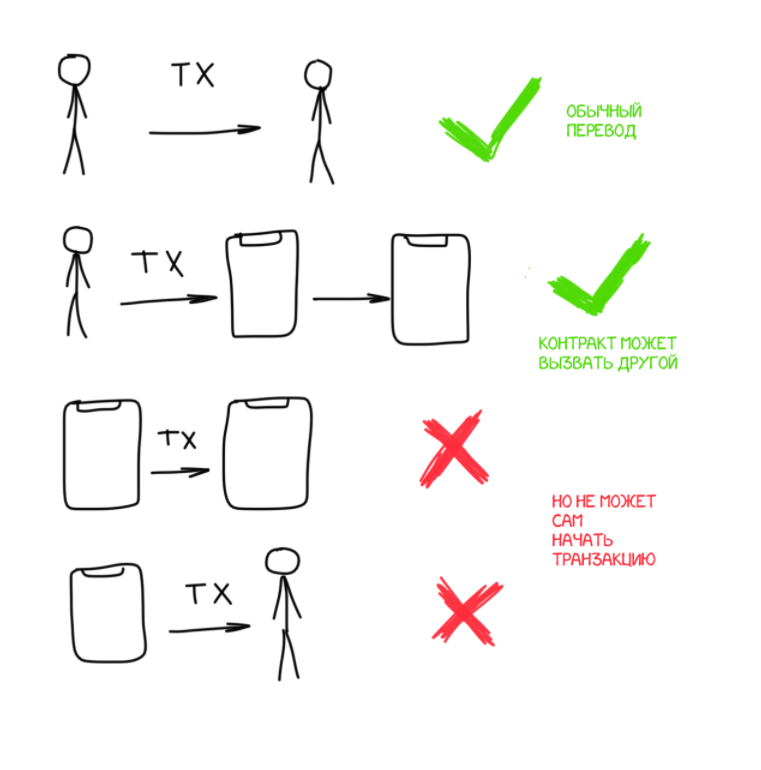 TX
ОБЫЧНЫЙ
ПЕРЕВОД
TX
КОНТРАКТ МОЖЕТ
ВЫЗВАТЬ ДРУГОЙ
TX
НО НЕ МОЖЕТ
САМ
НАЧАТЬ
ТРАНЗАКЦИЮ
TX